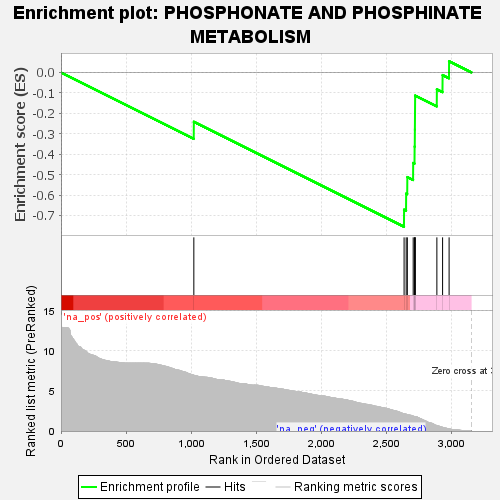 Enrichment plot: PHOSPHONATE AND PHOSPHINATE
METABOLISM
Enrichment score (ES)
0.0
-0.1
-0.2
-0.3
-0.4
-0.5
-0.6
-0.7
Ranked list metric (PreRanked)
15
10
5
0
'na_pos' (positively correlated)
Zero cross at
'na_neg' (negatively correlated)
0
500
1,000
1,500
2,000
2,500
3,000
Rank in Ordered Dataset
Enrichment profile
Hits
Ranking metric scores